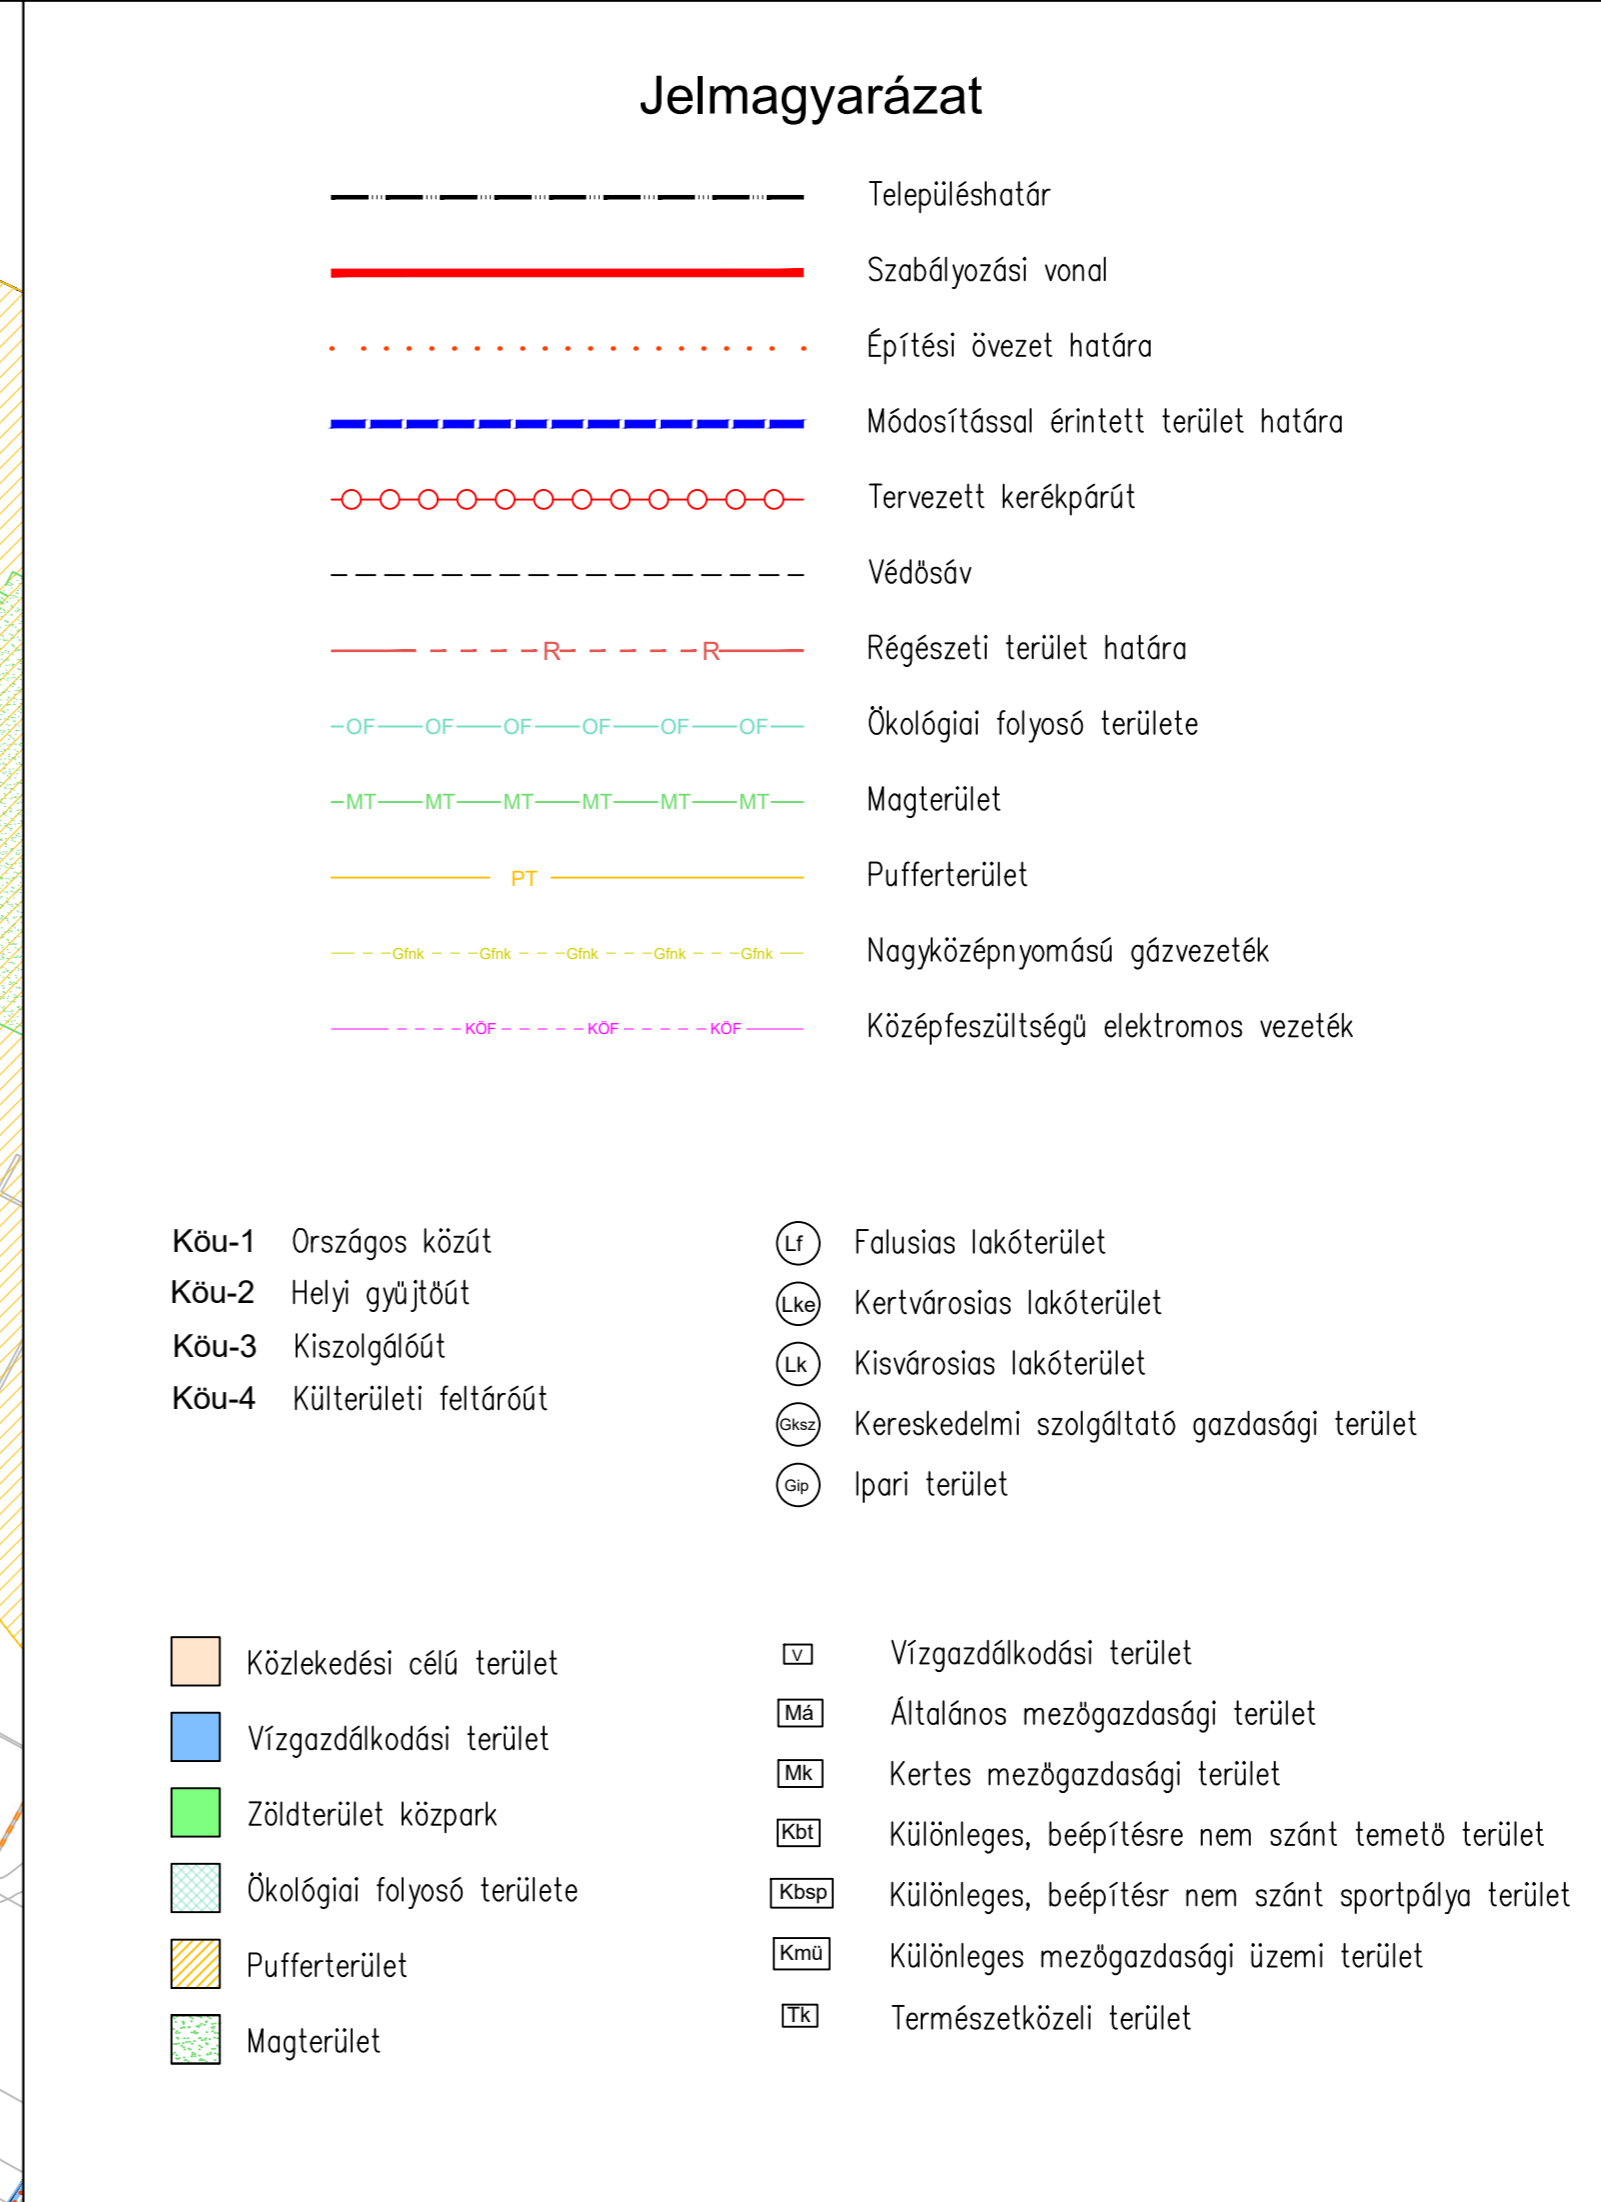 Jelmagyarázat
Településhatár
Szabályozási vonal
Építési övezet határa
Módosítással érintett terület határa
Tervezett kerékpárút
Védősáv
R R Régészeti terület határa
OF OF OF OF OF OF Ökológiai folyosó területe
MT MT MT MT MT MT Magterület
PT Pufferterület
Gfnk Gfnk Gfnk Gfnk Gfnk Nagyközépnyomású gázvezeték
KÖF KÖF KÖF Középfeszültségű elektromos vezeték
Köu-1 Országos közút
Köu-2 Helyi gyűjtőút
Köu-3 Kiszolgálóút
Köu-4 Külterületi feltáróút
Lf Falusias lakóterület
Lke Kertvárosias lakóterület
Lk Kisvárosias lakóterület
Gksz Kereskedelmi szolgáltató gazdasági terület
Gip Ipari terület
Közlekedési célú terület
Vízgazdálkodási terület
Zöldterület közpark
Ökológiai folyosó területe
Pufferterület
Magterület
V Vízgazdálkodási terület
Má Általános mezőgazdasági terület
Mk Kertes mezőgazdasági terület
Kbt Különleges, beépítésre nem szánt temető terület
Kbsp Különleges, beépítésr nem szánt sportpálya terület
Kmü Különleges mezőgazdasági üzemi terület
Tk Természetközeli terület